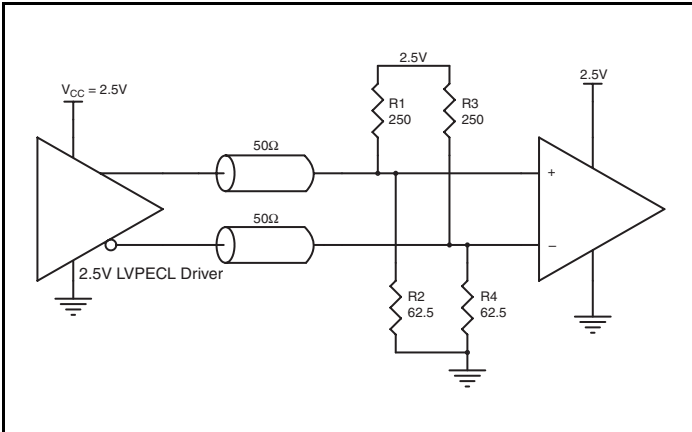 2.5V
V_CC = 2.5V
2.5V
R1
250
R3
250
50Ω
+
50Ω
−
2.5V LVPECL Driver
R2
62.5
R4
62.5